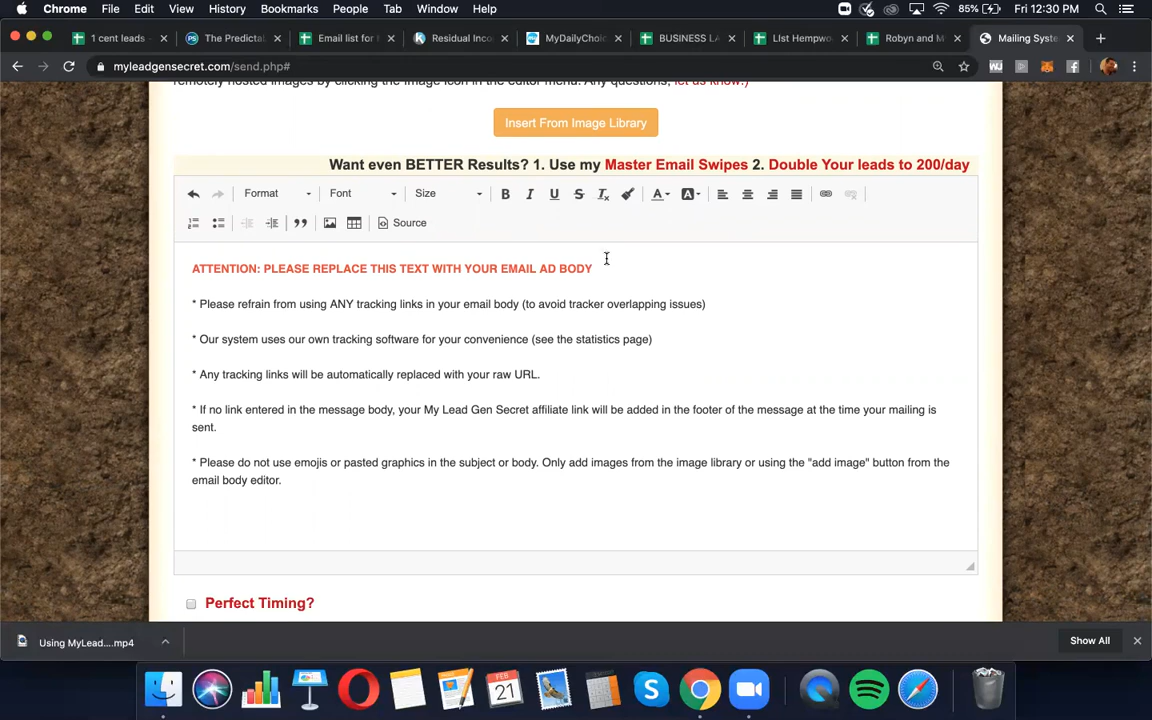 Chrome File Edit View History Bookmarks People Tab Window Help 85% Fri 12:30 PM
1 cent leads The Predictal Email list for f Residual Inco MyDailyChoic BUSINESS LA LIst Hempwo Robyn and M Mailing Syste
myleadgensecret.com/send.php#
remotely hosted images by clicking the image icon in the editor menu. Any questions, let us know!)
Insert From Image Library
Want even BETTER Results? 1. Use my Master Email Swipes 2. Double Your leads to 200/day
Format Font Size
Source
ATTENTION: PLEASE REPLACE THIS TEXT WITH YOUR EMAIL AD BODY
* Please refrain from using ANY tracking links in your email body (to avoid tracker overlapping issues)
* Our system uses our own tracking software for your convenience (see the statistics page)
* Any tracking links will be automatically replaced with your raw URL.
* If no link entered in the message body, your My Lead Gen Secret affiliate link will be added in the footer of the message at the time your mailing is
sent.
* Please do not use emojis or pasted graphics in the subject or body. Only add images from the image library or using the "add image" button from the
email body editor.
Perfect Timing?
Using MyLead....mp4 Show All
FEB
21